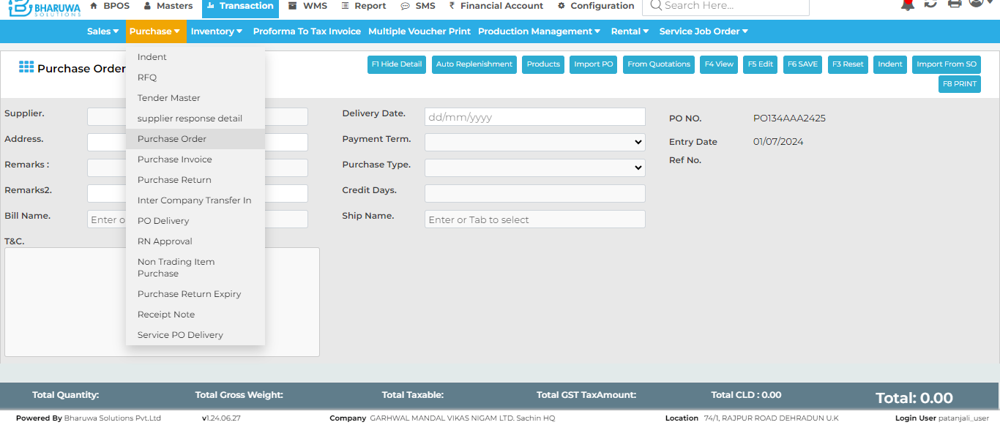 BHARUWA
SOLUTIONS
BPOS Masters Transaction WMS Report SMS ₹ Financial Account Configuration Search Here...
Sales Purchase Inventory Proforma To Tax Invoice Multiple Voucher Print Production Management Rental Service Job Order
Purchase Order
F1 Hide Detail Auto Replenishment Products Import PO From Quotations F4 View F5 Edit F6 SAVE F3 Reset Indent Import From SO
F8 PRINT
Indent
RFQ
Tender Master
supplier response detail
Purchase Order
Purchase Invoice
Purchase Return
Inter Company Transfer In
PO Delivery
RN Approval
Non Trading Item
Purchase
Purchase Return Expiry
Receipt Note
Service PO Delivery
Supplier.
Address.
Remarks :
Remarks2.
Bill Name. Enter o
T&C.
Delivery Date. dd/mm/yyyy
Payment Term.
Purchase Type.
Credit Days.
Ship Name. Enter or Tab to select
PO NO. PO134AAA2425
Entry Date 01/07/2024
Ref No.
Total Quantity: Total Gross Weight: Total Taxable: Total GST TaxAmount: Total CLD : 0.00 Total: 0.00
Powered By Bharuwa Solutions Pvt.Ltd v1.24.06.27 Company GARHWAL MANDAL VIKAS NIGAM LTD. Sachin HQ Location 74/1, RAJPUR ROAD DEHRADUN U.K Login User patanjali_user